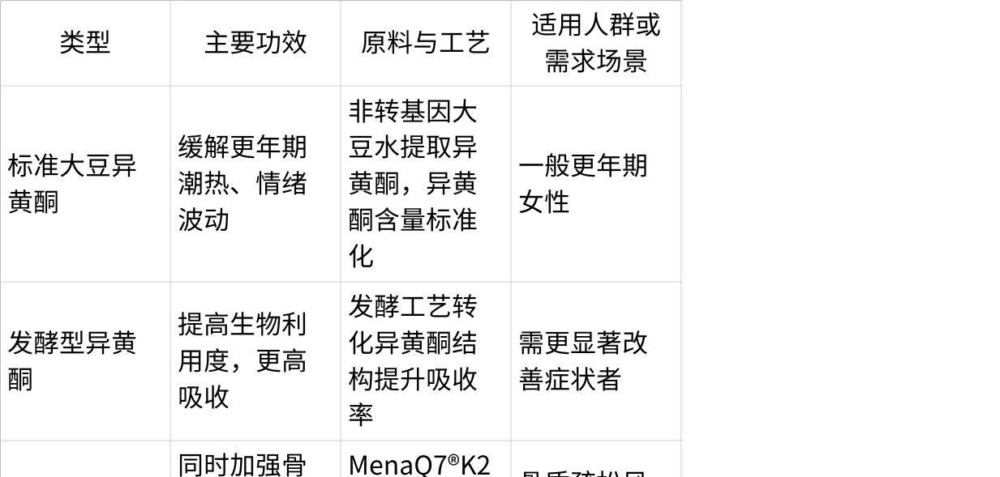 类型
主要功效
原料与工艺
适用人群或
需求场景
标准大豆异
黄酮
缓解更年期
潮热、情绪
波动
非转基因大
豆水提取异
黄酮，异黄
酮含量标准
化
一般更年期
女性
发酵型异黄
酮
提高生物利
用度，更高
吸收
发酵工艺转
化异黄酮结
构提升吸收
率
需更显著改
善症状者
同时加强骨
MenaQ7®K2